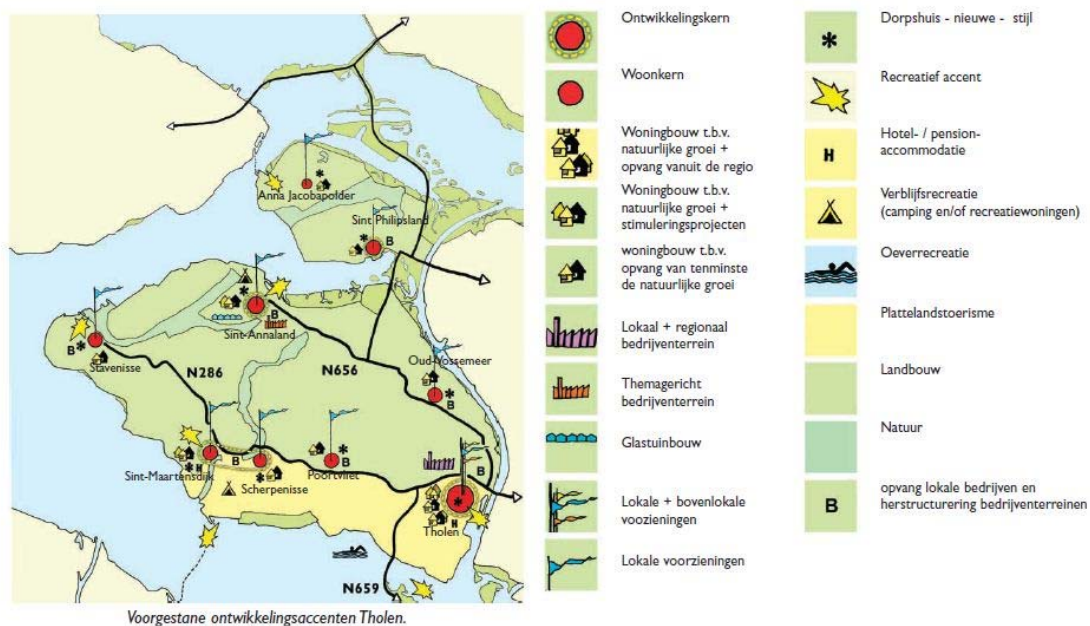 Anna Jacobapolder
Sint Philipsland
B
Sint-Annaland
B
Stavenisse
B
N286
N656
Oud-Vossemeer
B
Sint-Maartensdijk
H
B
Scherpenisse
B
Poortvliet
B
B
Tholen
H
N659
Voorgestane ontwikkelingsaccenten Tholen.
Ontwikkelingskern
Woonkern
Woningbouw t.b.v.
natuurlijke groei +
opvang vanuit de regio
Woningbouw t.b.v.
natuurlijke groei +
stimuleringsprojecten
woningbouw t.b.v.
opvang van tenminste
de natuurlijke groei
Lokaal + regionaal
bedrijventerrein
Themagericht
bedrijventerrein
Glastuinbouw
Lokale + bovenlokale
voozieningen
Lokale voorzieningen
Dorpshuis - nieuwe - stijl
Recreatief accent
H
Hotel- / pension-
accommodatie
Verblijfsrecreatie
(camping en/of recreatiewoningen)
Oeverrecreatie
Plattelandstoerisme
Landbouw
Natuur
B
opvang lokale bedrijven en
herstructurering bedrijventerreinen